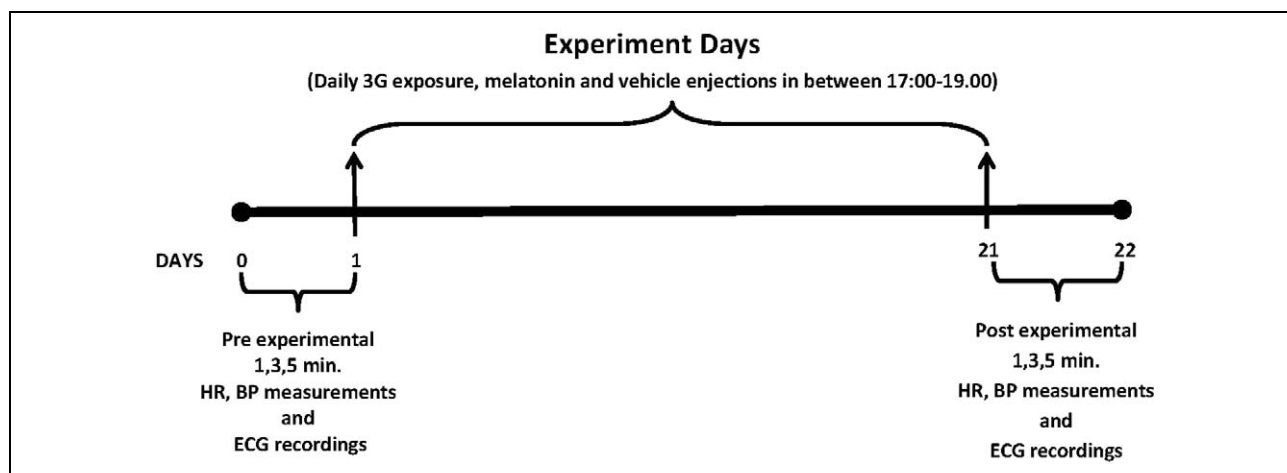 Experiment Days
(Daily 3G exposure, melatonin and vehicle enjections in between 17:00-19.00)
DAYS 0 1 21 22
Pre experimental
1,3,5 min.
HR, BP measurements
and
ECG recordings
Post experimental
1,3,5 min.
HR, BP measurements
and
ECG recordings